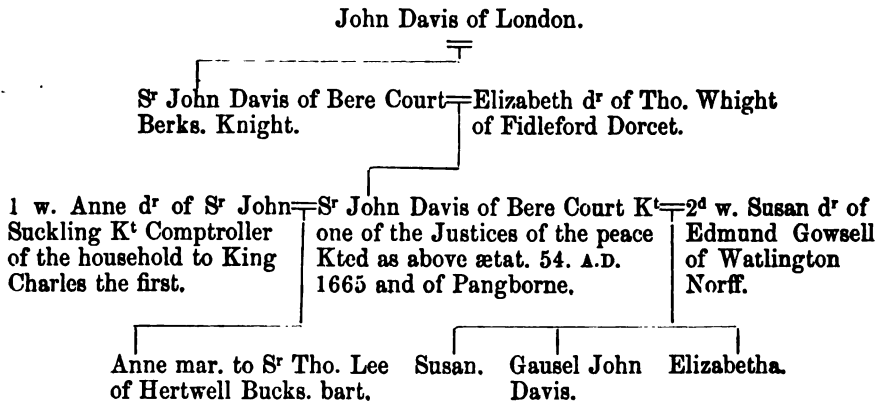 John Davis of London.
Sʳ John Davis of Bere Court
Berks. Knight.
Elizabeth dʳ of Tho. Whight
of Fidleford Dorcet.
1 w. Anne dʳ of Sʳ John
Suckling Kᵗ Comptroller
of the household to King
Charles the first.
Sʳ John Davis of Bere Court Kᵗ
one of the Justices of the peace
Kted as above ætat. 54. A.D.
1665 and of Pangborne.
2ᵈ w. Susan dʳ of
Edmund Gowsell
of Watlington
Norff.
Anne mar. to Sʳ Tho. Lee
of Hertwell Bucks. bart.
Susan.
Gausel John
Davis.
Elizabetha.